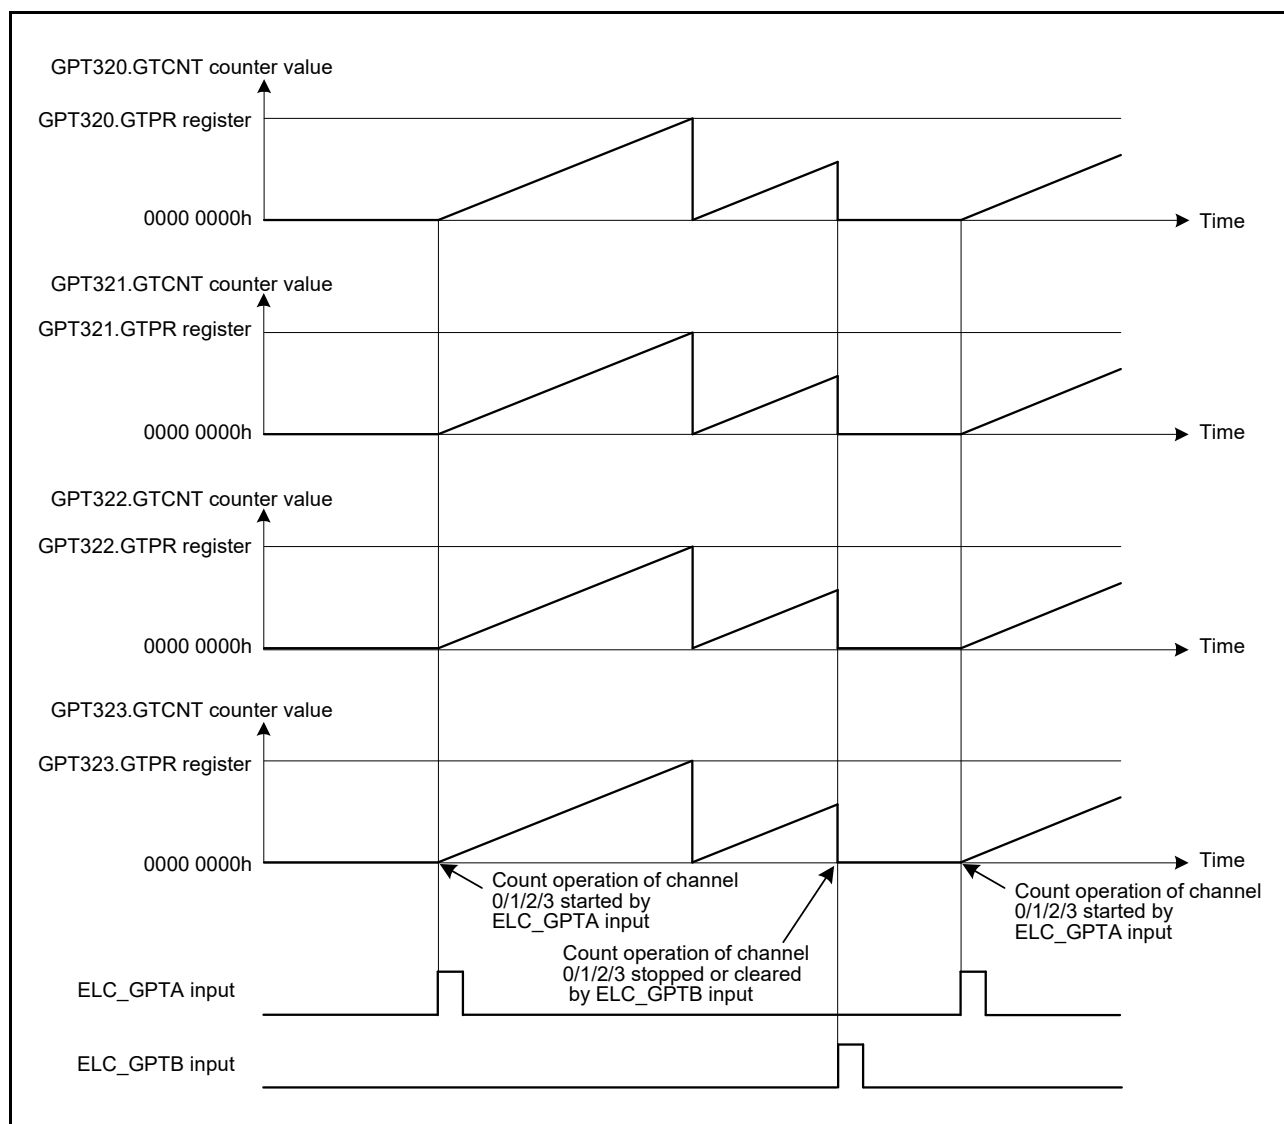 GPT320.GTCNT counter value
GPT320.GTPR register
0000 0000h
Time
GPT321.GTCNT counter value
GPT321.GTPR register
0000 0000h
Time
GPT322.GTCNT counter value
GPT322.GTPR register
0000 0000h
Time
GPT323.GTCNT counter value
GPT323.GTPR register
0000 0000h
Time
Count operation of channel
0/1/2/3 started by
ELC_GPTA input
Count operation of channel
0/1/2/3 stopped or cleared
by ELC_GPTB input
Count operation of channel
0/1/2/3 started by
ELC_GPTA input
ELC_GPTA input
ELC_GPTB input